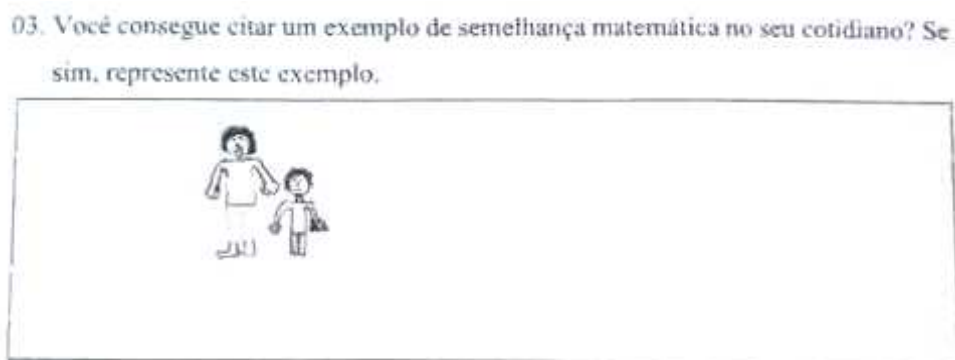 03. Você consegue citar um exemplo de semelhança matemática no seu cotidiano? Se
sim, represente este exemplo.